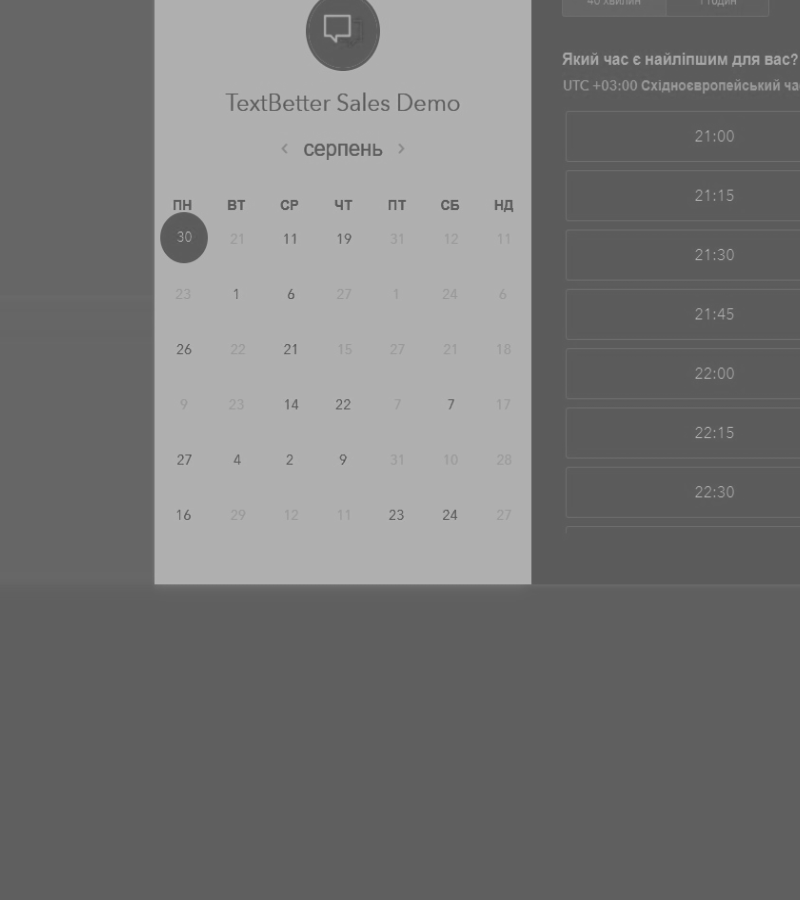 TextBetter Sales Demo
серпень
ПН ВТ СР ЧТ ПТ СБ НД
30 21 11 19 31 12 11
23 1 6 27 1 24 6
26 22 21 15 27 21 18
9 23 14 22 7 7 17
27 4 2 9 31 10 28
16 29 12 11 23 24 27
40 хвилин 1 годин
Який час є найліпшим для вас?
UTC +03:00 Східноєвропейський
21:00
21:15
21:30
21:45
22:00
22:15
22:30